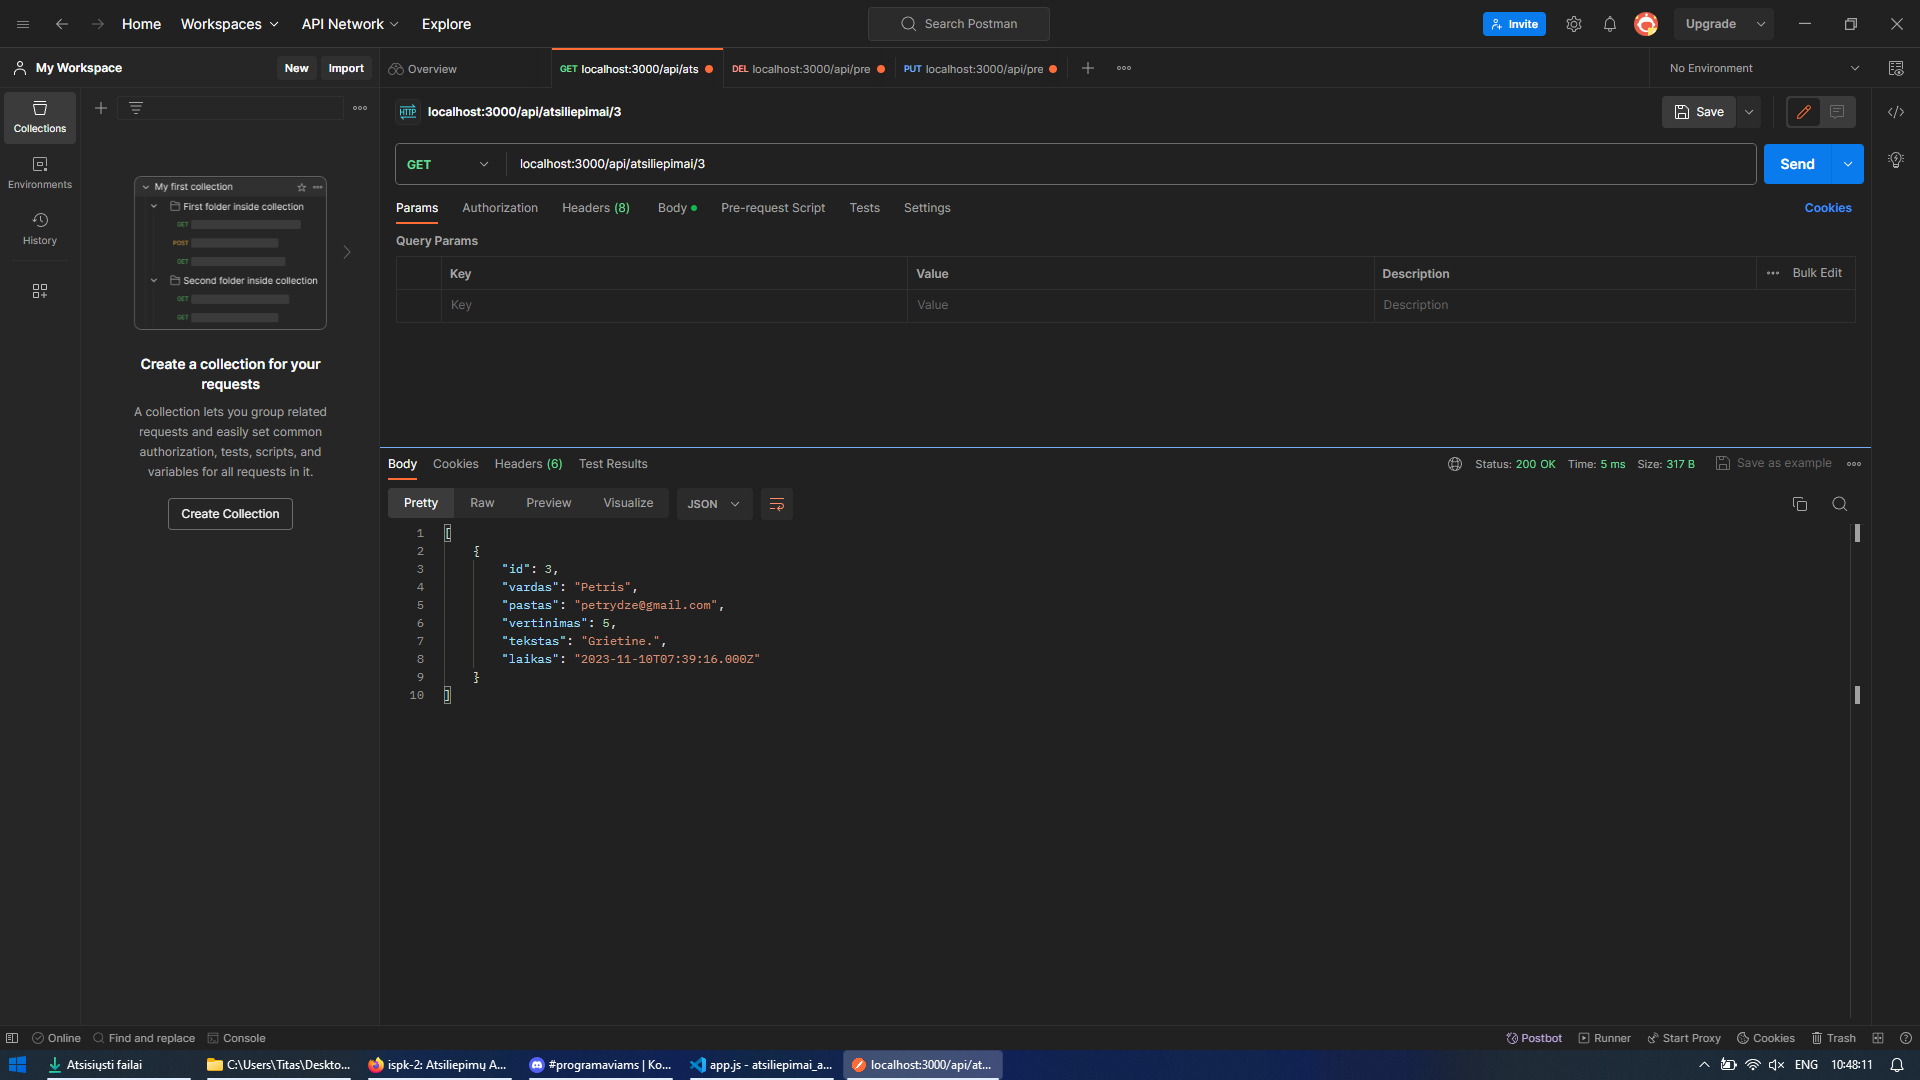 Home
Workspaces
API Network
Explore
Search Postman
Invite
Upgrade
My Workspace
New
Import
Overview
GET localhost:3000/api/ats
DEL localhost:3000/api/pre
PUT localhost:3000/api/pre
No Environment
Collections
Environments
History
My first collection
First folder inside collection
GET
POST
GET
Second folder inside collection
GET
GET
Create a collection for your
requests
A collection lets you group related
requests and easily set common
authorization, tests, scripts, and
variables for all requests in it.
Create Collection
HTTP
localhost:3000/api/atsiliepimai/3
Save
GET
localhost:3000/api/atsiliepimai/3
Send
Params
Authorization
Headers (8)
Body
Pre-request Script
Tests
Settings
Cookies
Query Params
Key
Value
Description
Bulk Edit
Key
Value
Description
Body
Cookies
Headers (6)
Test Results
Status: 200 OK
Time: 5 ms
Size: 317 B
Save as example
Pretty
Raw
Preview
Visualize
JSON
1 [
2 {
3 "id": 3,
4 "vardas": "Petris",
5 "pastas": "petrydze@gmail.com",
6 "vertinimas": 5,
7 "tekstas": "Grietine.",
8 "laikas": "2023-11-10T07:39:16.000Z"
9 }
10 ]
Online
Find and replace
Console
Postbot
Runner
Start Proxy
Cookies
Trash
Atsisiųsti failai
C:\Users\Titas\Deskto...
ispk-2: Atsiliepimų A...
#programaviams | Ko...
app.js - atsiliepimai_a...
localhost:3000/api/at...
ENG
10:48:11